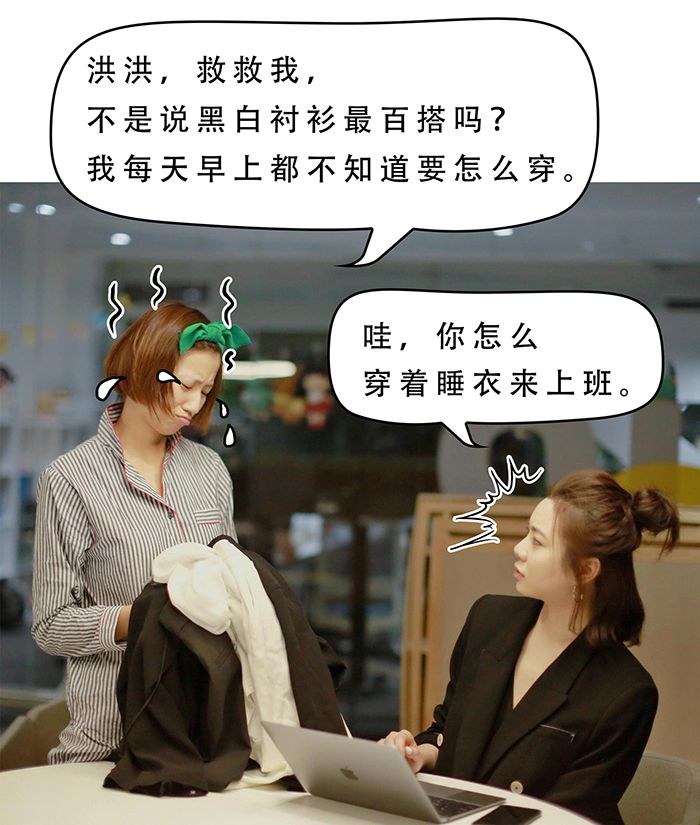 洪洪，救救我，
不是说黑白衬衫最百搭吗？
我每天早上都不知道要怎么穿。
哇，你怎么
穿着睡衣来上班。